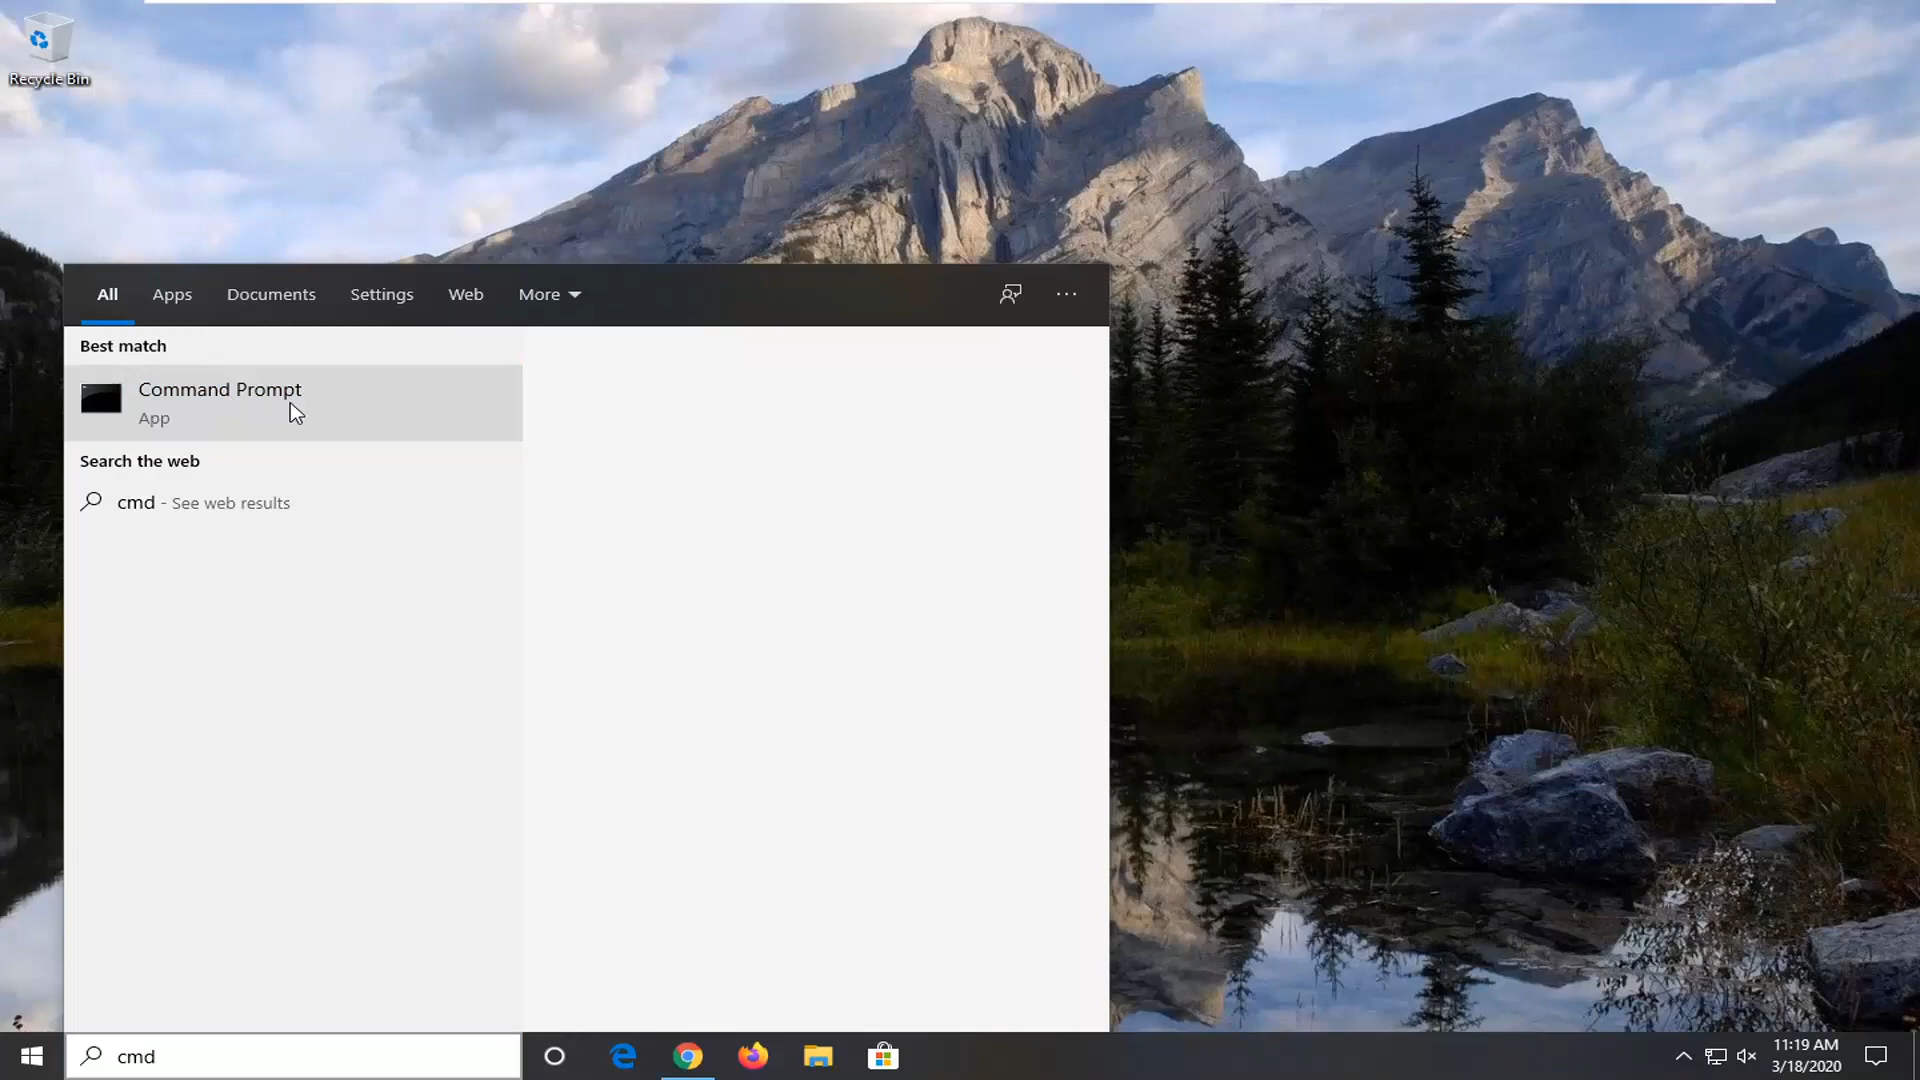 Recycle Bin
All Apps Documents Settings Web More
Best match
Command Prompt
App
Search the web
cmd - See web results
cmd
11:19 AM
3/18/2020